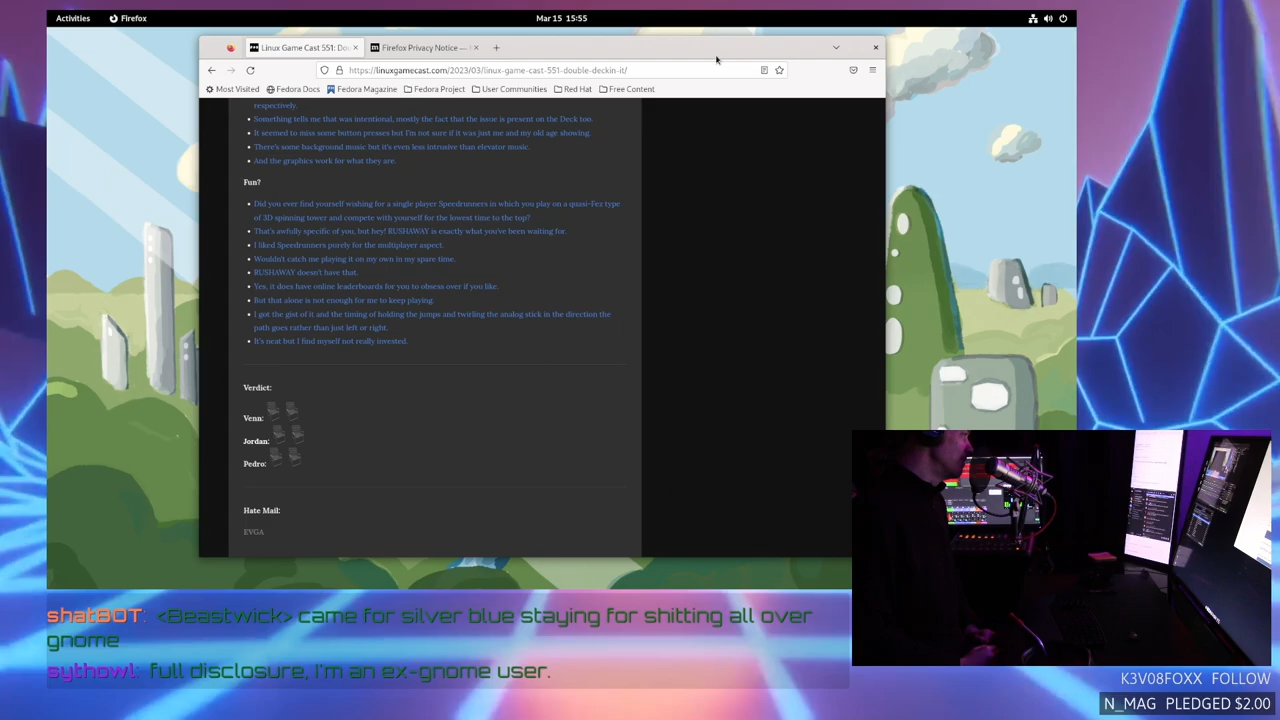 Activities Firefox Mar 15 15:55
Linux Game Cast 551: Dou Firefox Privacy Notice —
https://linuxgamecast.com/2023/03/linux-game-cast-551-double-deckin-it/
Most Visited Fedora Docs Fedora Magazine Fedora Project User Communities Red Hat Free Content
respectively.
Something tells me that was intentional, mostly the fact that the issue is present on the Deck too.
It seemed to miss some button presses but I'm not sure if it was just me and my old age showing.
There's some background music but it's even less intrusive than elevator music.
And the graphics work for what they are.
Fun?
Did you ever find yourself wishing for a single player Speedrunners in which you play on a quasi-Fez type
of 3D spinning tower and compete with yourself for the lowest time to the top?
That's awfully specific of you, but hey! RUSHAWAY is exactly what you've been waiting for.
I liked Speedrunners purely for the multiplayer aspect.
Wouldn't catch me playing it on my own in my spare time.
RUSHAWAY doesn't have that.
Yes, it does have online leaderboards for you to obsess over if you like.
But that alone is not enough for me to keep playing.
I got the gist of it and the timing of holding the jumps and twirling the analog stick in the direction the
path goes rather than just left or right.
It's neat but I find myself not really invested.
Verdict:
Venn:
Jordan:
Pedro:
Hate Mail:
EVGA
shatBOT: <Beastwick> came for silver blue staying for shitting all over
gnome
sythowl: full disclosure, I'm an ex-gnome user.
K3V08FOXX FOLLOW
N_MAG PLEDGED $2.00